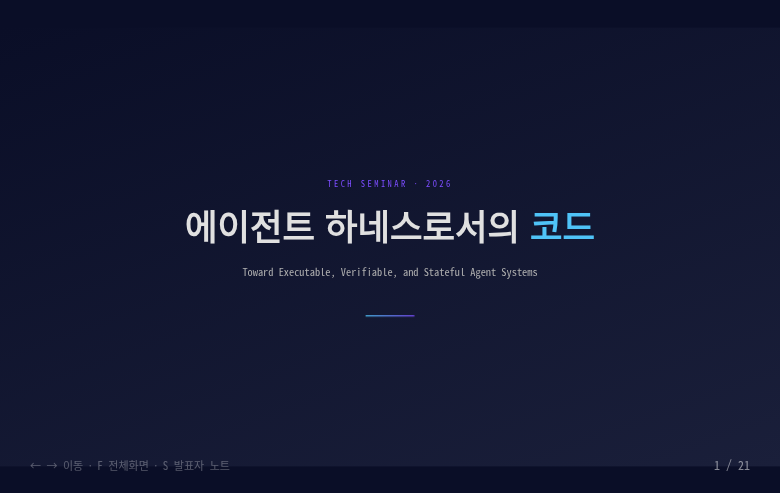 TECH SEMINAR · 2026
에이전트 하네스로서의 코드
Toward Executable, Verifiable, and Stateful Agent Systems
← → 이동 · F 전체화면 · S 발표자 노트
1 / 21